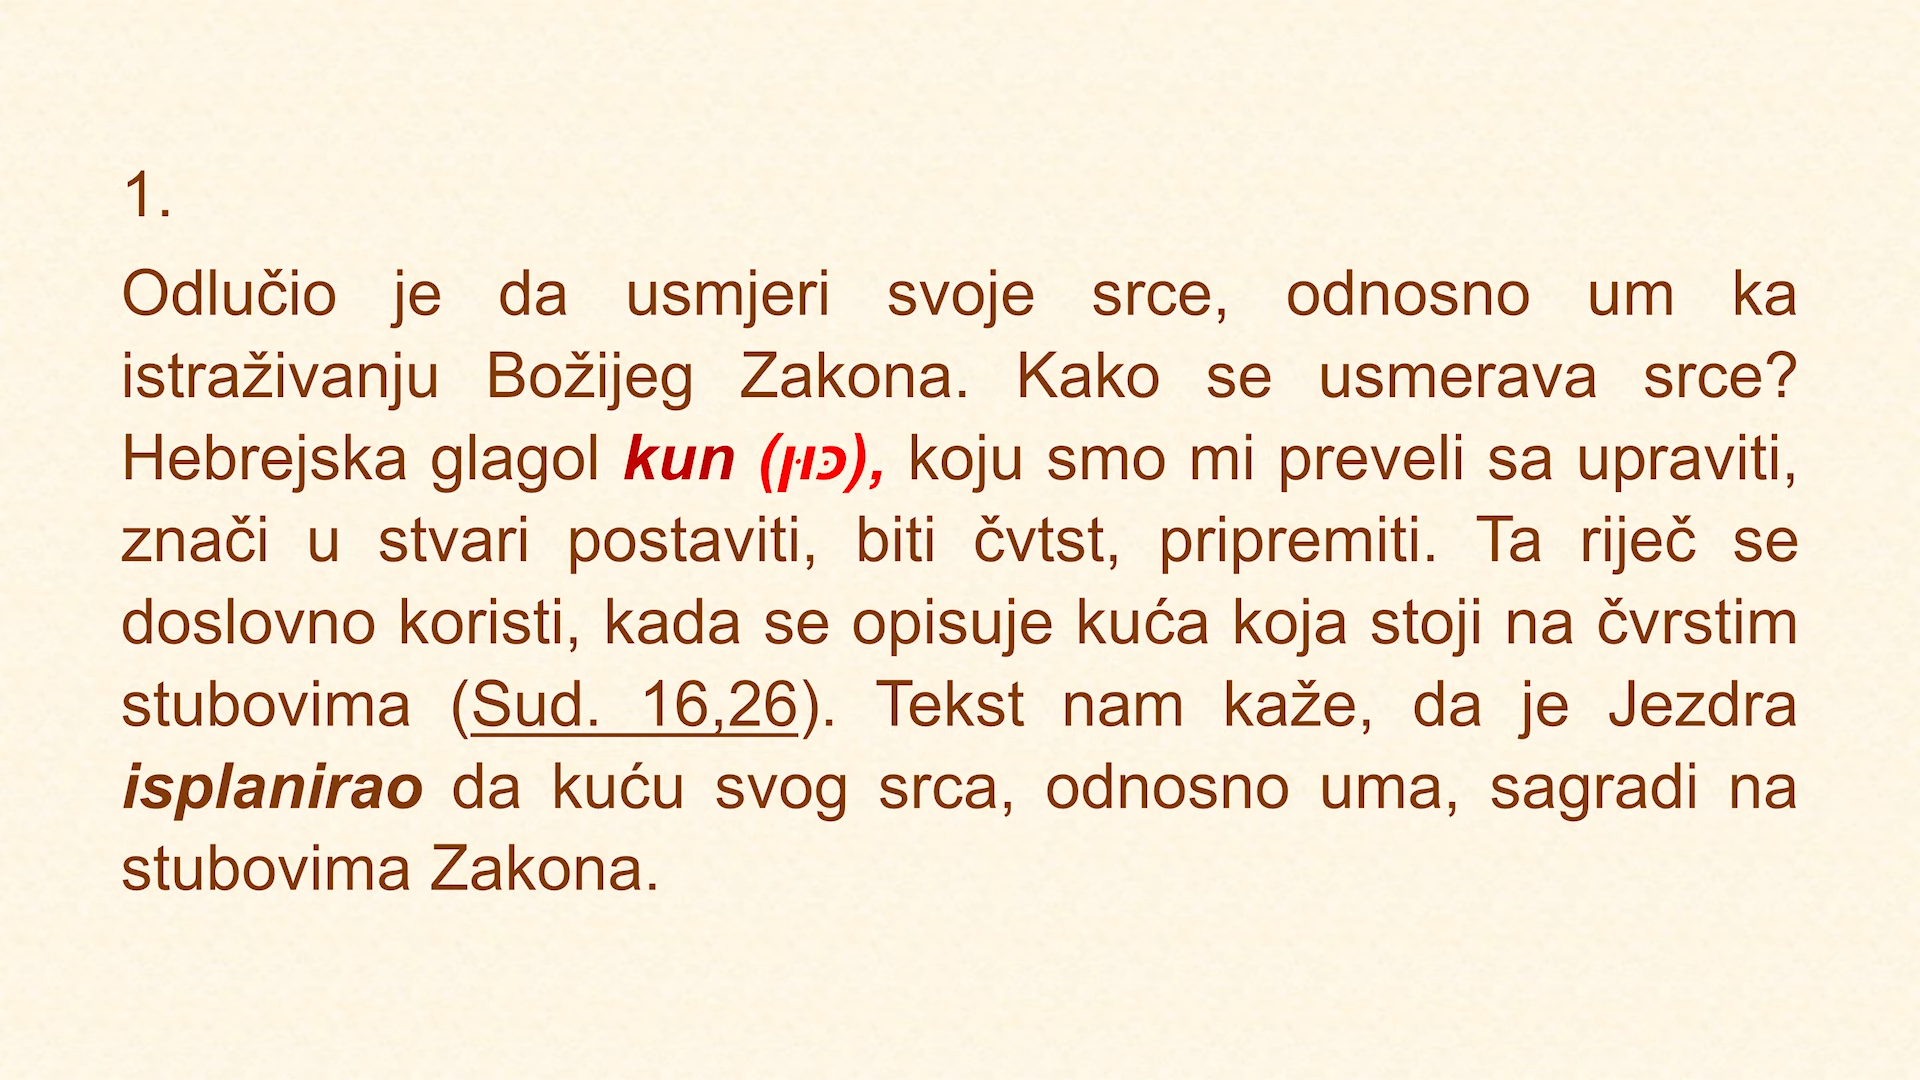 1.
Odlučio je da usmjeri svoje srce, odnosno um ka
istraživanju Božijeg Zakona. Kako se usmerava srce?
Hebrejska glagol kun (כּוּן), koju smo mi preveli sa upraviti,
znači u stvari postaviti, biti čvtst, pripremiti. Ta riječ se
doslovno koristi, kada se opisuje kuća koja stoji na čvrstim
stubovima (Sud. 16,26). Tekst nam kaže, da je Jezdra
isplanirao da kuću svog srca, odnosno uma, sagradi na
stubovima Zakona.